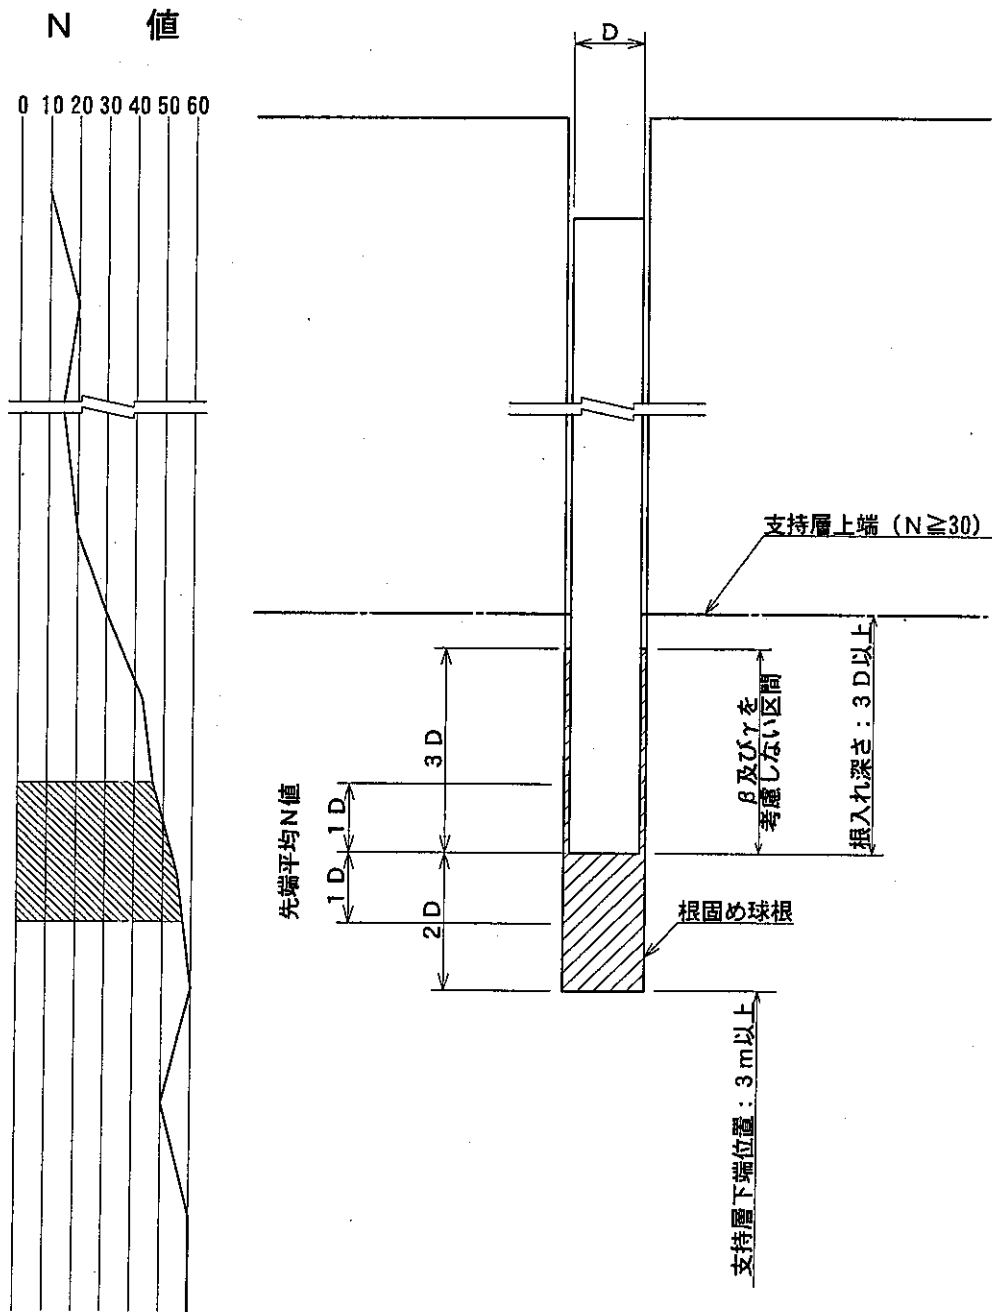 N 値
0 10 20 30 40 50 60
D
支持層上端（N≧30）
3D
1D
1D
2D
先端平均N値
β及びγを
考慮しない区間
根入れ深さ：3D以上
根固め球根
支持層下端位置：3m以上